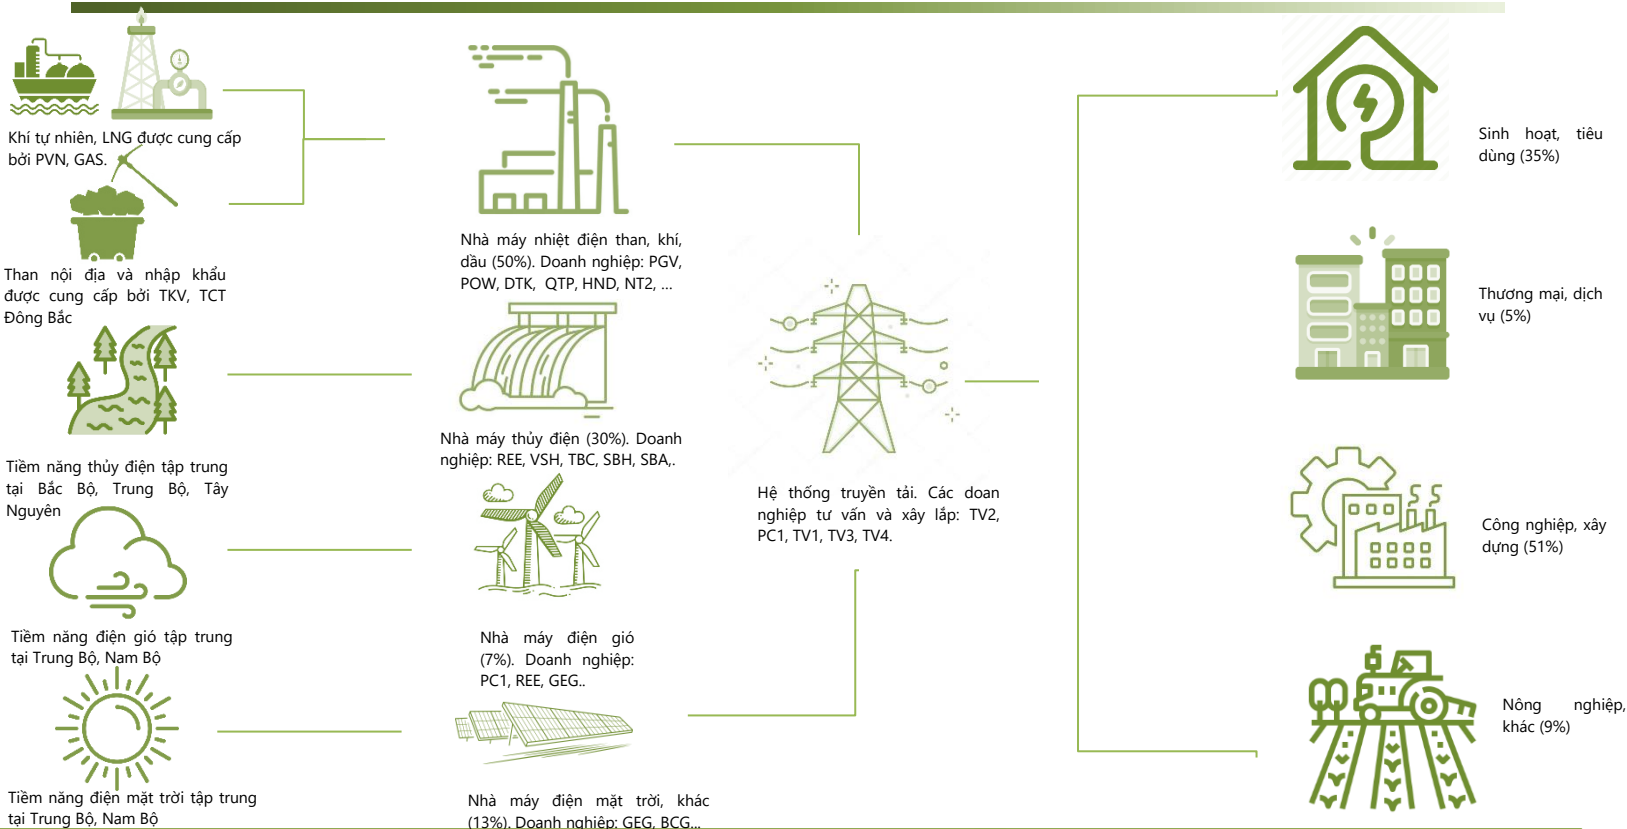 Khí tự nhiên, LNG được cung cấp
bởi PVN, GAS.
Than nội địa và nhập khẩu
được cung cấp bởi TKV, TCT
Đông Bắc
Tiềm năng thủy điện tập trung
tại Bắc Bộ, Trung Bộ, Tây
Nguyên
Tiềm năng điện gió tập trung
tại Trung Bộ, Nam Bộ
Tiềm năng điện mặt trời tập trung
tại Trung Bộ, Nam Bộ
Nhà máy nhiệt điện than, khí,
dầu (50%). Doanh nghiệp: PGV,
POW, DTK, QTP, HND, NT2, ...
Nhà máy thủy điện (30%). Doanh
nghiệp: REE, VSH, TBC, SBH, SBA,.
Nhà máy điện gió
(7%). Doanh nghiệp:
PC1, REE, GEG..
Nhà máy điện mặt trời, khác
(13%). Doanh nghiệp: GEG, BCG...
Hệ thống truyền tải. Các doan
nghiệp tư vấn và xây lắp: TV2,
PC1, TV1, TV3, TV4.
Sinh hoạt, tiêu
dùng (35%)
Thương mại, dịch
vụ (5%)
Công nghiệp, xây
dựng (51%)
Nông nghiệp,
khác (9%)